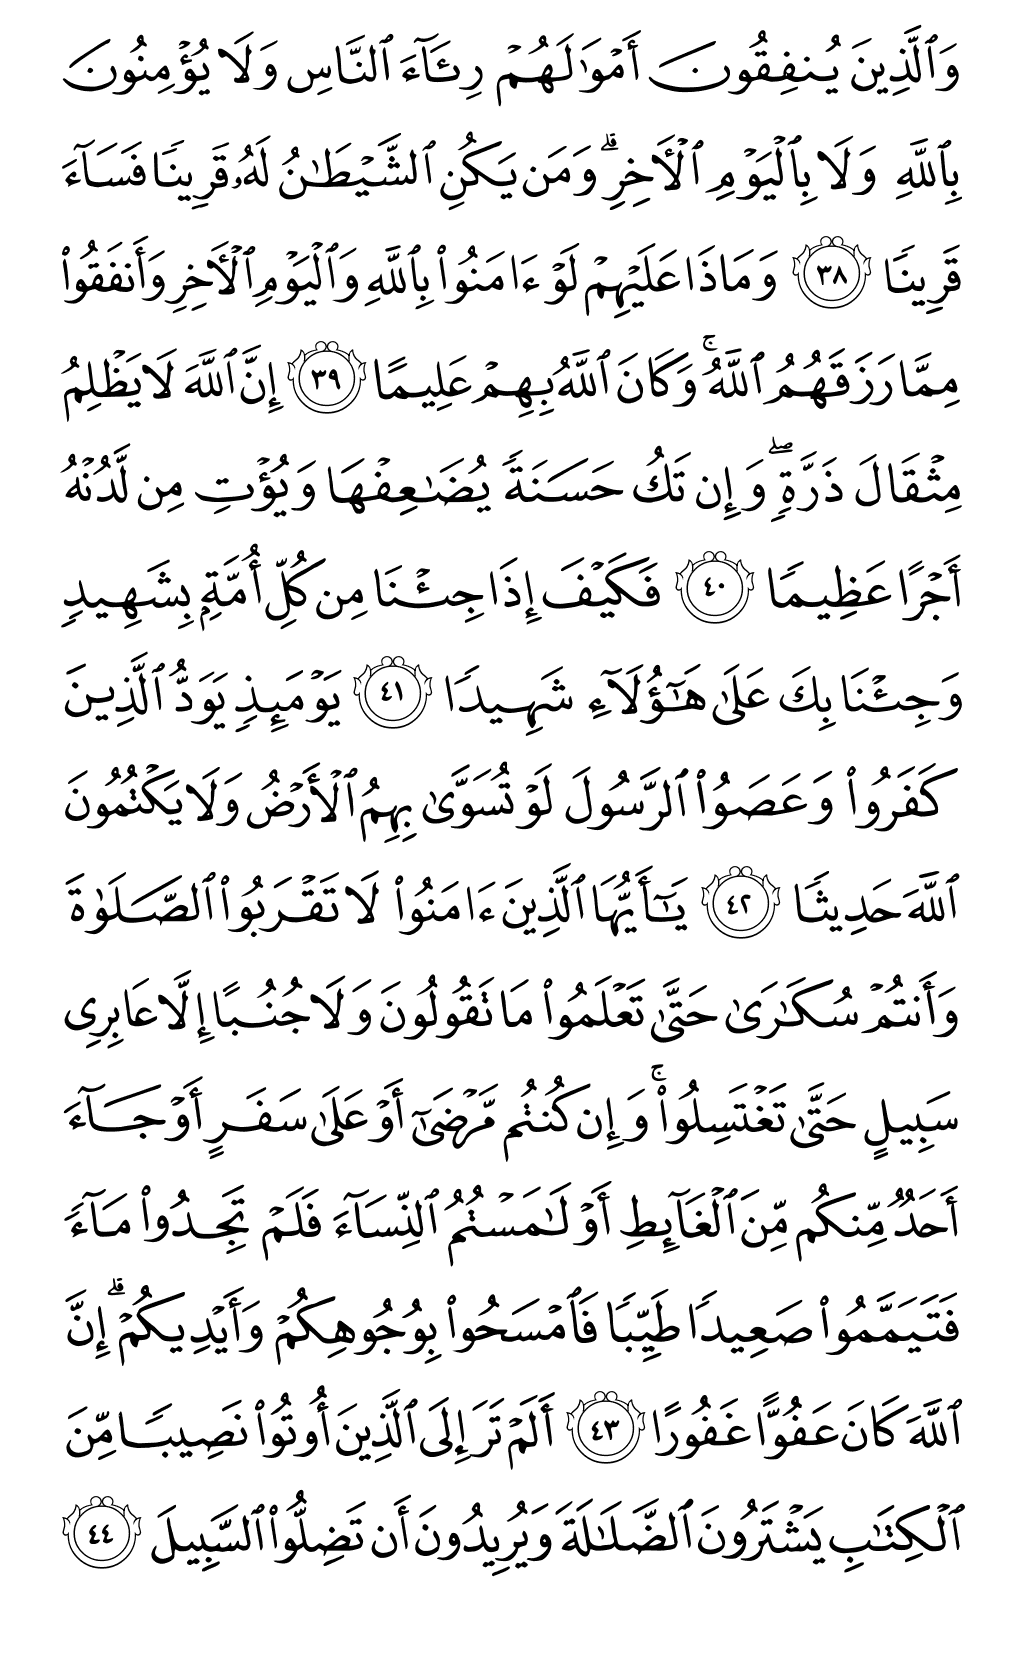 وَٱلَّذِينَ يُنفِقُونَ أَمۡوَٰلَهُمۡ رِئَآءَ ٱلنَّاسِ وَلَا يُؤۡمِنُونَ
بِٱللَّهِ وَلَا بِٱلۡيَوۡمِ ٱلۡأٓخِرِۗ وَمَن يَكُنِ ٱلشَّيۡطَٰنُ لَهُۥ قَرِينٗا فَسَآءَ
قَرِينٗا ٣٨ وَمَاذَا عَلَيۡهِمۡ لَوۡ ءَامَنُواْ بِٱللَّهِ وَٱلۡيَوۡمِ ٱلۡأٓخِرِ وَأَنفَقُواْ
مِمَّا رَزَقَهُمُ ٱللَّهُۚ وَكَانَ ٱللَّهُ بِهِمۡ عَلِيمًا ٣٩ إِنَّ ٱللَّهَ لَا يَظۡلِمُ
مِثۡقَالَ ذَرَّةٖۖ وَإِن تَكُ حَسَنَةٗ يُضَٰعِفۡهَا وَيُؤۡتِ مِن لَّدُنۡهُ
أَجۡرًا عَظِيمٗا ٤٠ فَكَيۡفَ إِذَا جِئۡنَا مِن كُلِّ أُمَّةِۭ بِشَهِيدٖ
وَجِئۡنَا بِكَ عَلَىٰ هَٰٓؤُلَآءِ شَهِيدٗا ٤١ يَوۡمَئِذٖ يَوَدُّ ٱلَّذِينَ
كَفَرُواْ وَعَصَوُاْ ٱلرَّسُولَ لَوۡ تُسَوَّىٰ بِهِمُ ٱلۡأَرۡضُ وَلَا يَكۡتُمُونَ
ٱللَّهَ حَدِيثٗا ٤٢ يَٰٓأَيُّهَا ٱلَّذِينَ ءَامَنُواْ لَا تَقۡرَبُواْ ٱلصَّلَوٰةَ
وَأَنتُمۡ سُكَٰرَىٰ حَتَّىٰ تَعۡلَمُواْ مَا تَقُولُونَ وَلَا جُنُبًا إِلَّا عَابِرِي
سَبِيلٍ حَتَّىٰ تَغۡتَسِلُواْۚ وَإِن كُنتُم مَّرۡضَىٰٓ أَوۡ عَلَىٰ سَفَرٍ أَوۡ جَآءَ
أَحَدٞ مِّنكُم مِّنَ ٱلۡغَآئِطِ أَوۡ لَٰمَسۡتُمُ ٱلنِّسَآءَ فَلَمۡ تَجِدُواْ مَآءٗ
فَتَيَمَّمُواْ صَعِيدٗا طَيِّبٗا فَٱمۡسَحُواْ بِوُجُوهِكُمۡ وَأَيۡدِيكُمۡۗ إِنَّ
ٱللَّهَ كَانَ عَفُوًّا غَفُورًا ٤٣ أَلَمۡ تَرَ إِلَى ٱلَّذِينَ أُوتُواْ نَصِيبٗا مِّنَ
ٱلۡكِتَٰبِ يَشۡتَرُونَ ٱلضَّلَٰلَةَ وَيُرِيدُونَ أَن تَضِلُّواْ ٱلسَّبِيلَ ٤٤